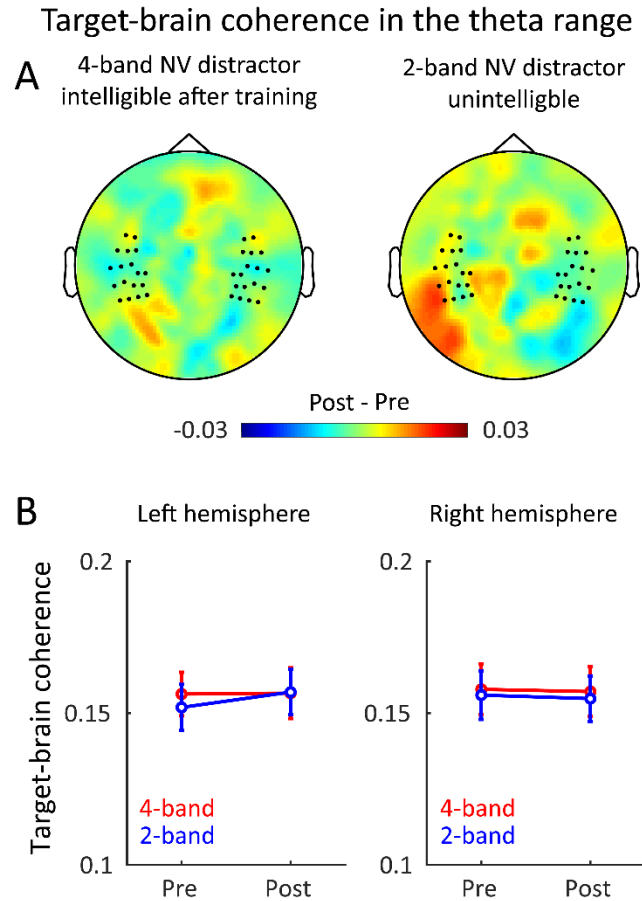 Target-brain coherence in the theta range
A
4-band NV distractor
intelligible after training
2-band NV distractor
unintelligble
Post - Pre
-0.03
0.03
B
Left hemisphere
Right hemisphere
Target-brain coherence
0.2
0.15
0.1
4-band
2-band
Pre
Post
0.2
0.15
0.1
4-band
2-band
Pre
Post